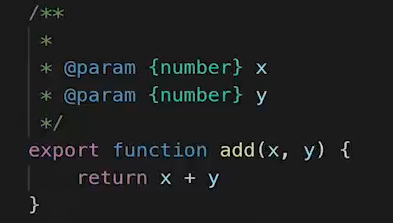 /**
 *
 * @param {number} x
 * @param {number} y
 */
export function add(x, y) {
    return x + y
}